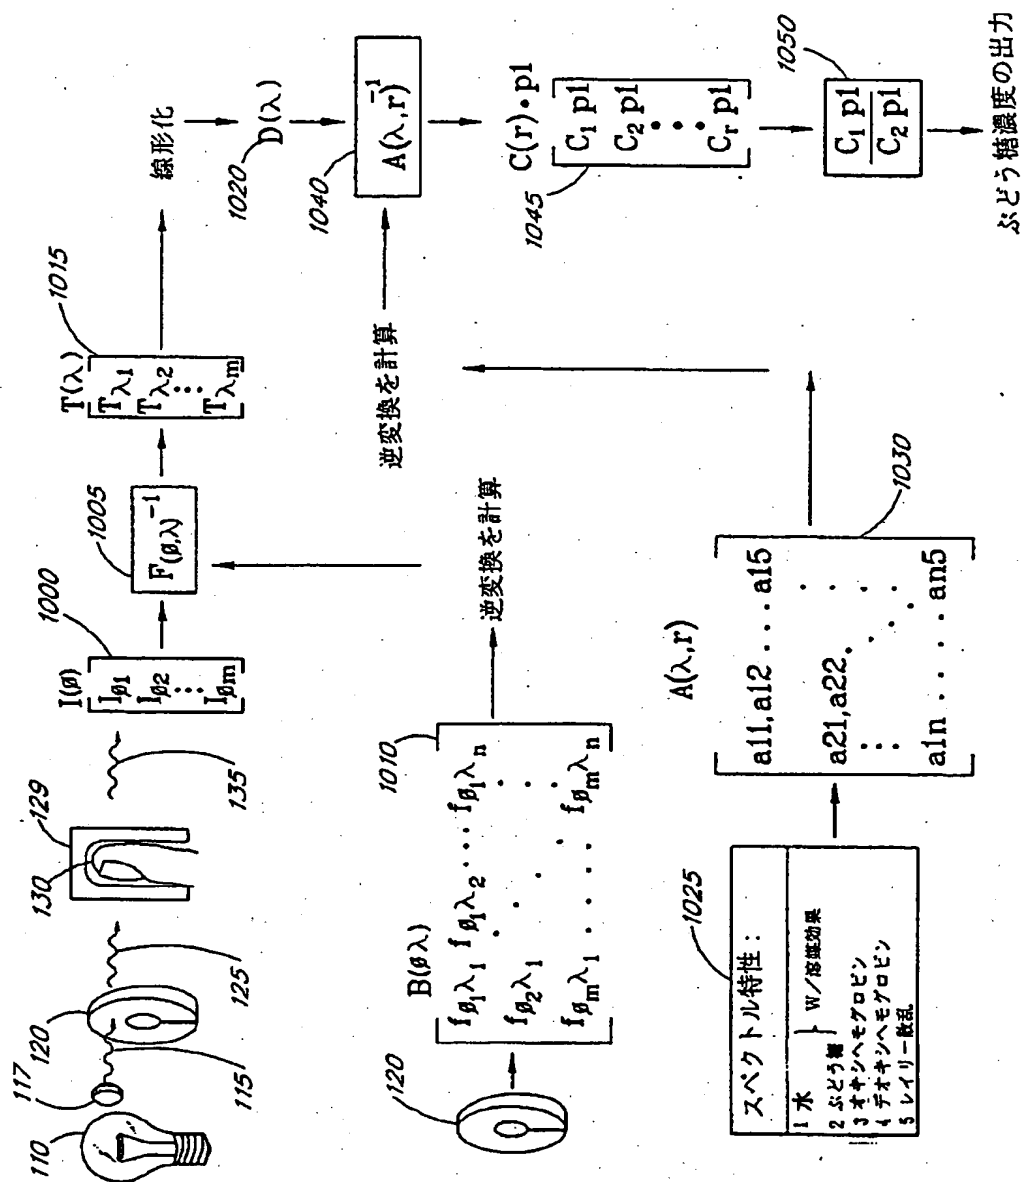 110
117
120
115
125
130
129
135
I(ø)
1000
Iø1
Iø2
⋮
Iøm
1005
F(ø,λ)⁻¹
T(λ)
1015
Tλ1
Tλ2
⋮
Tλm
線形化
1020
D(λ)
1040
A(λ,r)⁻¹
逆変換を計算
C(r)・p1
1045
C₁ p1
C₂ p1
⋮
Cᵣ p1
1050
C₁ p1
C₂ p1
ぶどう糖濃度の出力
120
B(øλ)
1010
fø₁λ₁ fø₁λ₂ ... fø₁λn
fø₂λ₁
fømλ₁ .... fømλn
逆変換を計算
1025
スペクトル特性:
1 水
2 ぶどう糖
} W/溶媒効果
3 オキシヘモグロビン
4 デオキシヘモグロビン
5 レイリー散乱
A(λ,r)
1030
a11,a12 ... a15
a21,a22.
a1n ..... an5